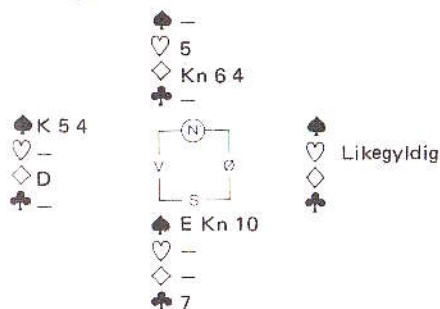 ♠ –
♡ 5
◇ Kn 6 4
♣ –
♠ K 5 4
♡ –
◇ D
♣ –
N
V Ø
S
♠
♡ Likegyldig
◇
♣
♠ E Kn 10
♡ –
◇ –
♣ 7